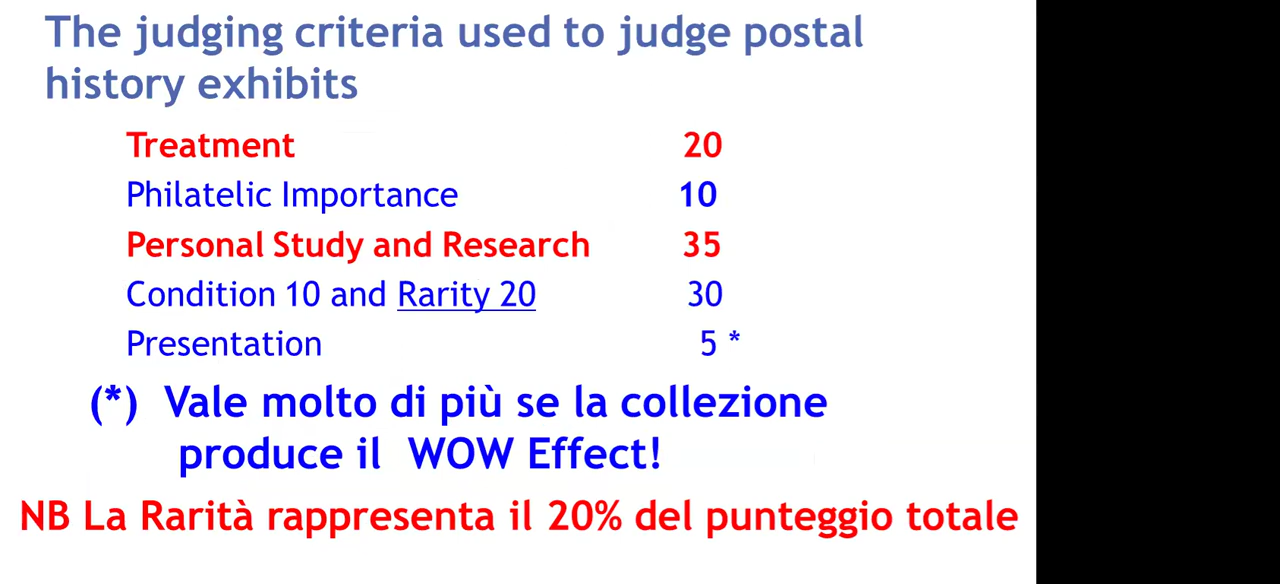 The judging criteria used to judge postal
history exhibits
Treatment 20
Philatelic Importance 10
Personal Study and Research 35
Condition 10 and Rarity 20 30
Presentation 5 *
(*) Vale molto di più se la collezione
produce il WOW Effect!
NB La Rarità rappresenta il 20% del punteggio totale